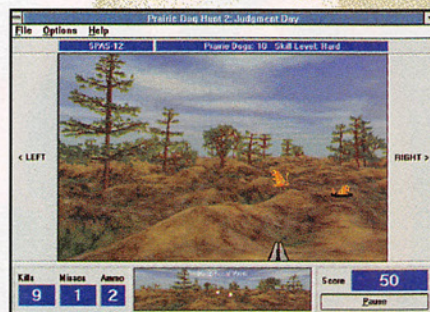 Prairie Dog Hunt 2: Judgment Day
File Options Help
SPAS-12 Prairie Dogs: 10 Skill Level: Hard
< LEFT
RIGHT >
Kills Misses Ammo
9 1 2
Score 50
Pause